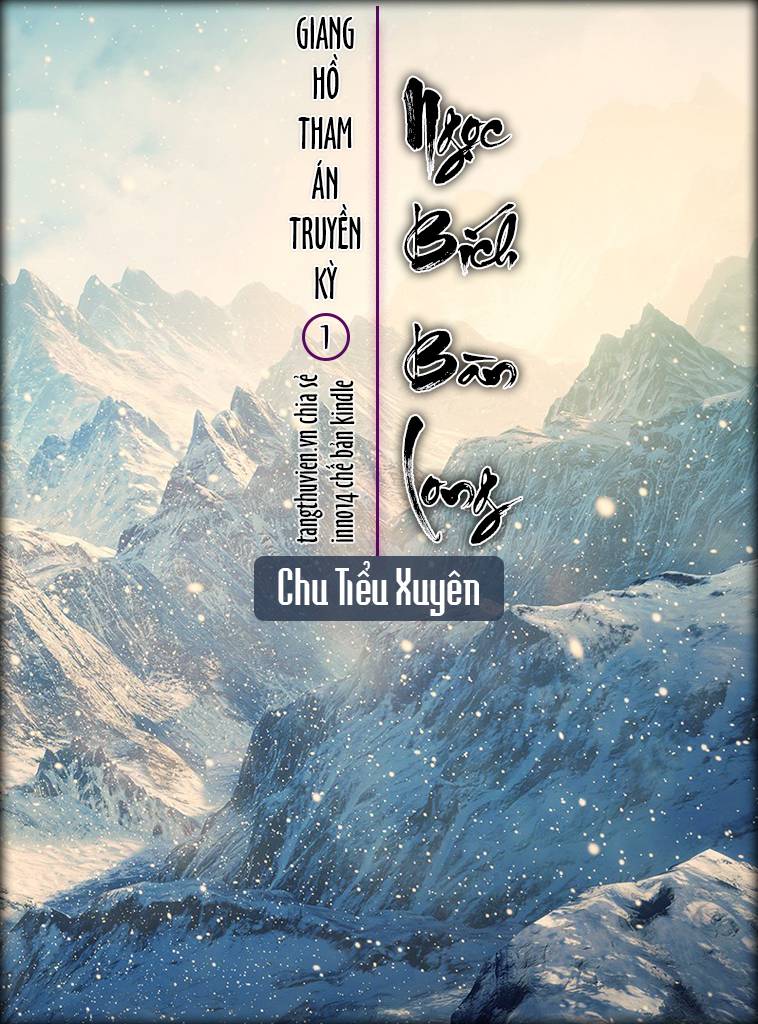 GIANG
HỒ
THAM
ÁN
TRUYỀN
KỲ
1
tangthuvien.vn chia sẻ
inno14 chế bản kindle
Ngọc
Bích
Bàn
Long
Chu Tiểu Xuyên